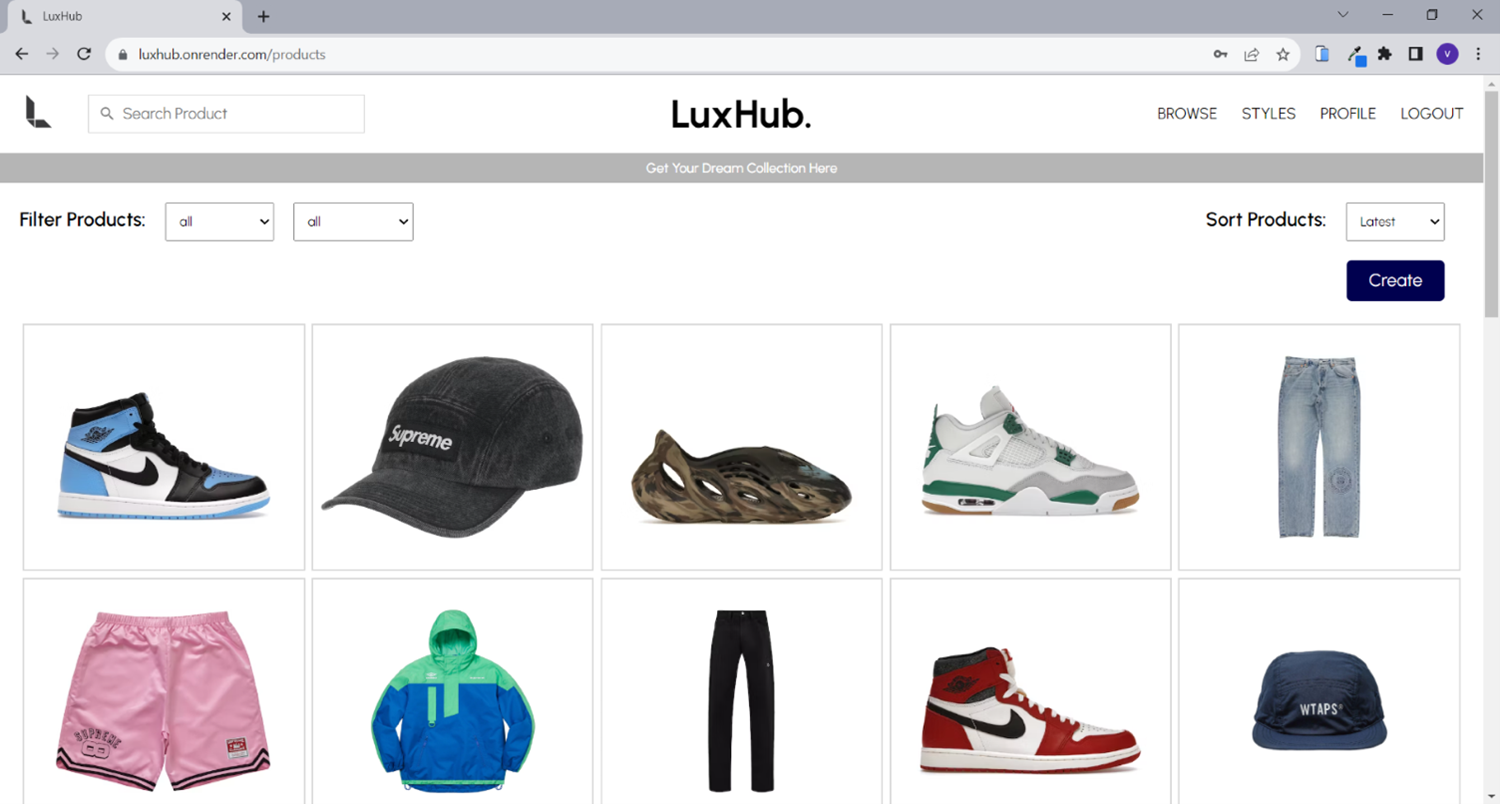 LuxHub
luxhub.onrender.com/products
V
Search Product
LuxHub.
BROWSE STYLES PROFILE LOGOUT
Get Your Dream Collection Here
Filter Products: all all
Sort Products: Latest
Create
Supreme
SUPREME
WTAPS